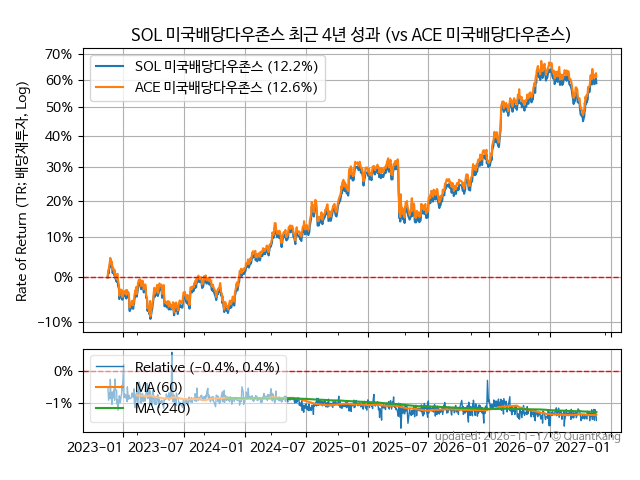 SOL 미국배당다우존스 최근 4년 성과 (vs ACE 미국배당다우존스)
Rate of Return (TR: 배당재투자, Log)
70%
60%
50%
40%
30%
20%
10%
0%
−10%
SOL 미국배당다우존스 (12.2%)
ACE 미국배당다우존스 (12.6%)
0%
−1%
Relative (−0.4%, 0.4%)
MA(60)
MA(240)
2023−01 2023−07 2024−01 2024−07 2025−01 2025−07 2026−01 2026−07 2027−01
updated: 2026−11−17 © QuantKang